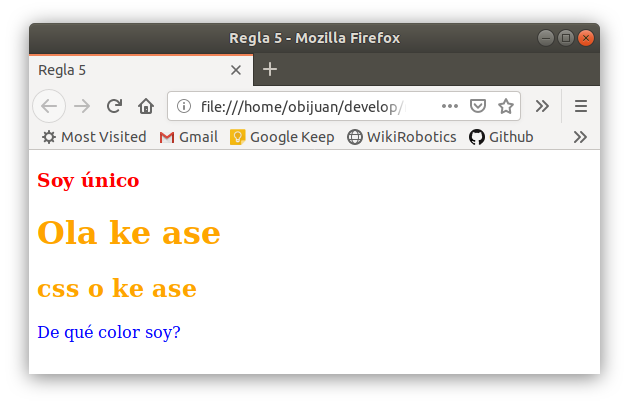 Regla 5 - Mozilla Firefox
Regla 5
file:///home/obijuan/develop/
Most Visited Gmail Google Keep WikiRobotics Github
Soy único
Ola ke ase
css o ke ase
De qué color soy?